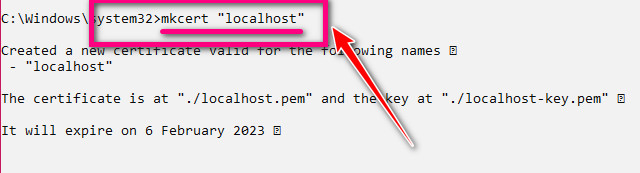 C:\Windows\system32>mkcert "localhost"
Created a new certificate valid for the following names
- "localhost"
The certificate is at "./localhost.pem" and the key at "./localhost-key.pem"
It will expire on 6 February 2023